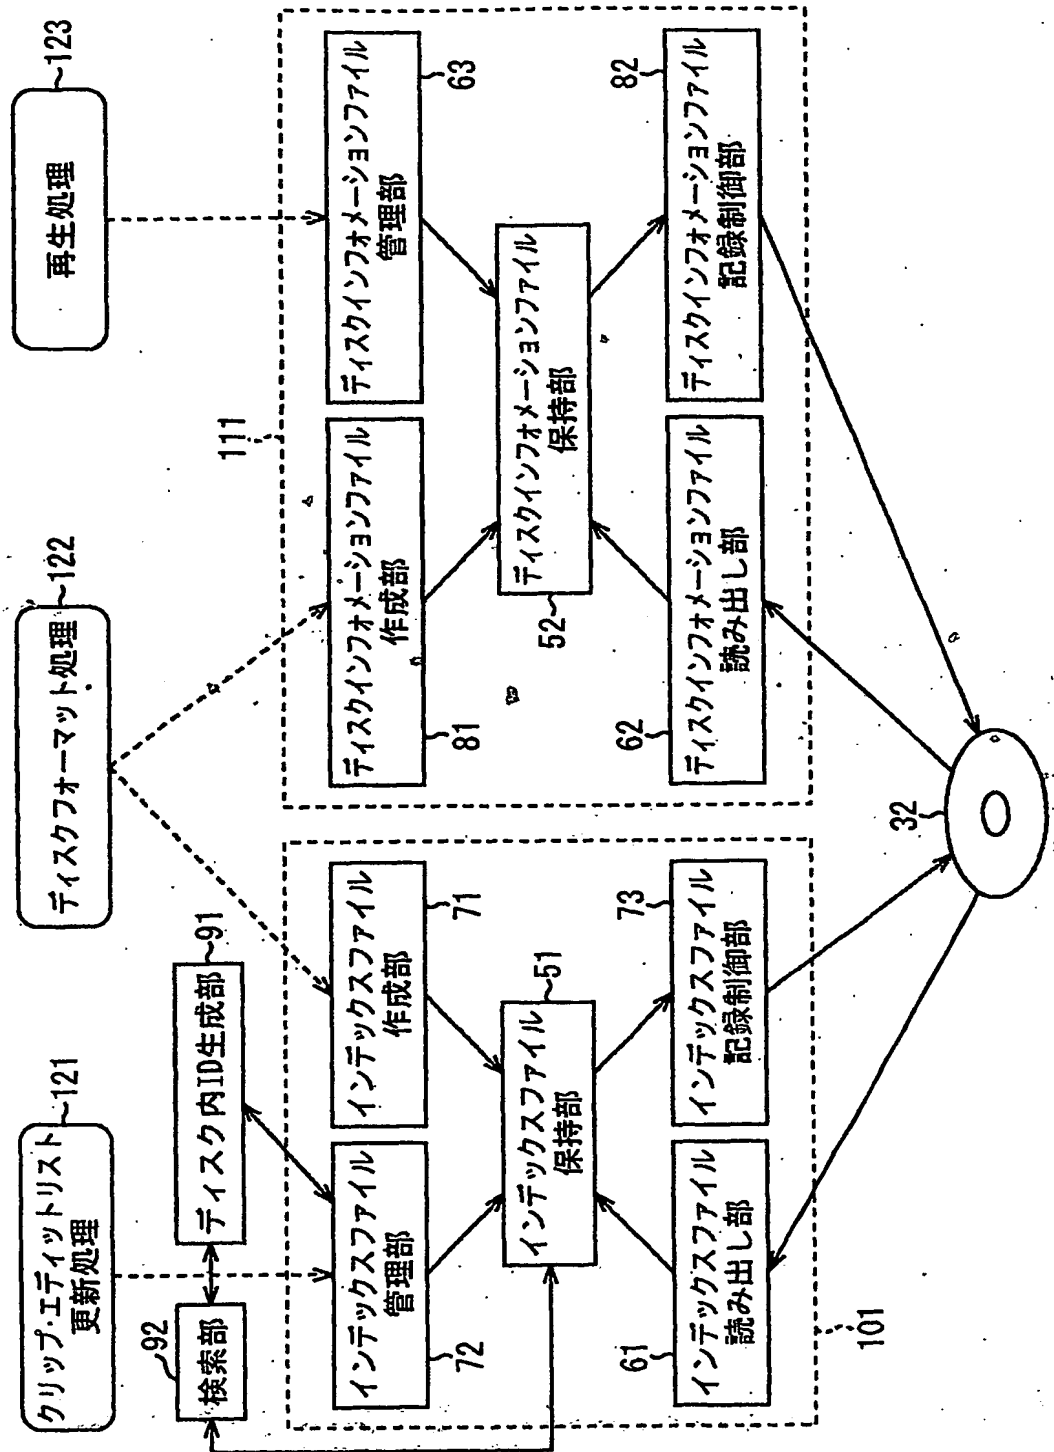 クリップ・エディットリスト
更新処理
121
ディスクフォーマット処理
122
再生処理
123
検索部
92
ディスク内ID生成部
91
111
インデックスファイル
管理部
72
インデックスファイル
作成部
71
ディスクインフォメーションファイル
作成部
81
ディスクインフォメーションファイル
管理部
63
インデックスファイル
保持部
51
ディスクインフォメーションファイル
保持部
52
インデックスファイル
読み出し部
61
インデックスファイル
記録制御部
73
ディスクインフォメーションファイル
読み出し部
62
ディスクインフォメーションファイル
記録制御部
82
101
32